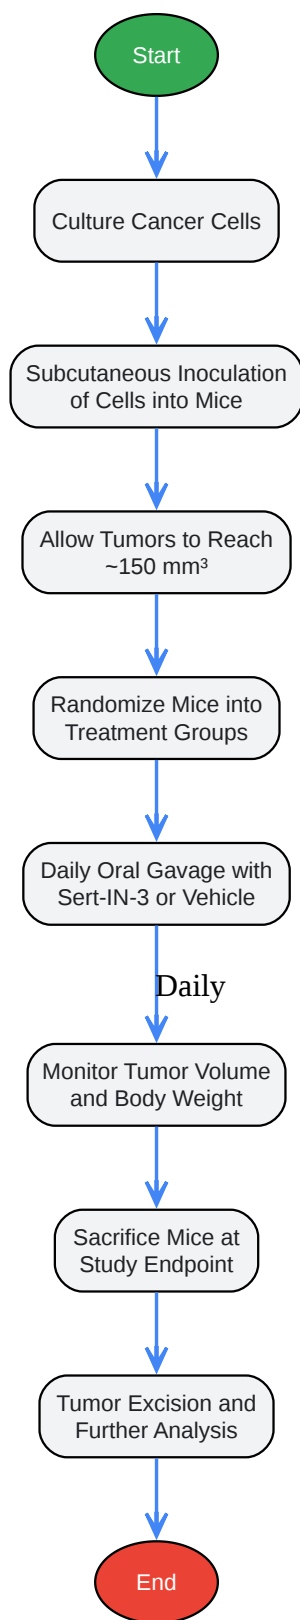 Start
Culture Cancer Cells
Subcutaneous Inoculation
of Cells into Mice
Allow Tumors to Reach
~150 mm³
Randomize Mice into
Treatment Groups
Daily Oral Gavage with
Sert-IN-3 or Vehicle
Daily
Monitor Tumor Volume
and Body Weight
Sacrifice Mice at
Study Endpoint
Tumor Excision and
Further Analysis
End